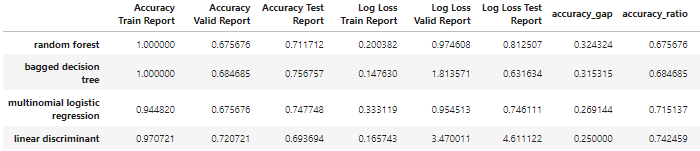 Accuracy Train Report Accuracy Valid Report Accuracy Test Report Log Loss Train Report Log Loss Valid Report Log Loss Test Report accuracy_gap accuracy_ratio
random forest 1.000000 0.675676 0.711712 0.200382 0.974608 0.812507 0.324324 0.675676
bagged decision tree 1.000000 0.684685 0.756757 0.147630 1.813571 0.631634 0.315315 0.684685
multinomial logistic regression 0.944820 0.675676 0.747748 0.333119 0.954513 0.746111 0.269144 0.715137
linear discriminant 0.970721 0.720721 0.693694 0.165743 3.470011 4.611122 0.250000 0.742459